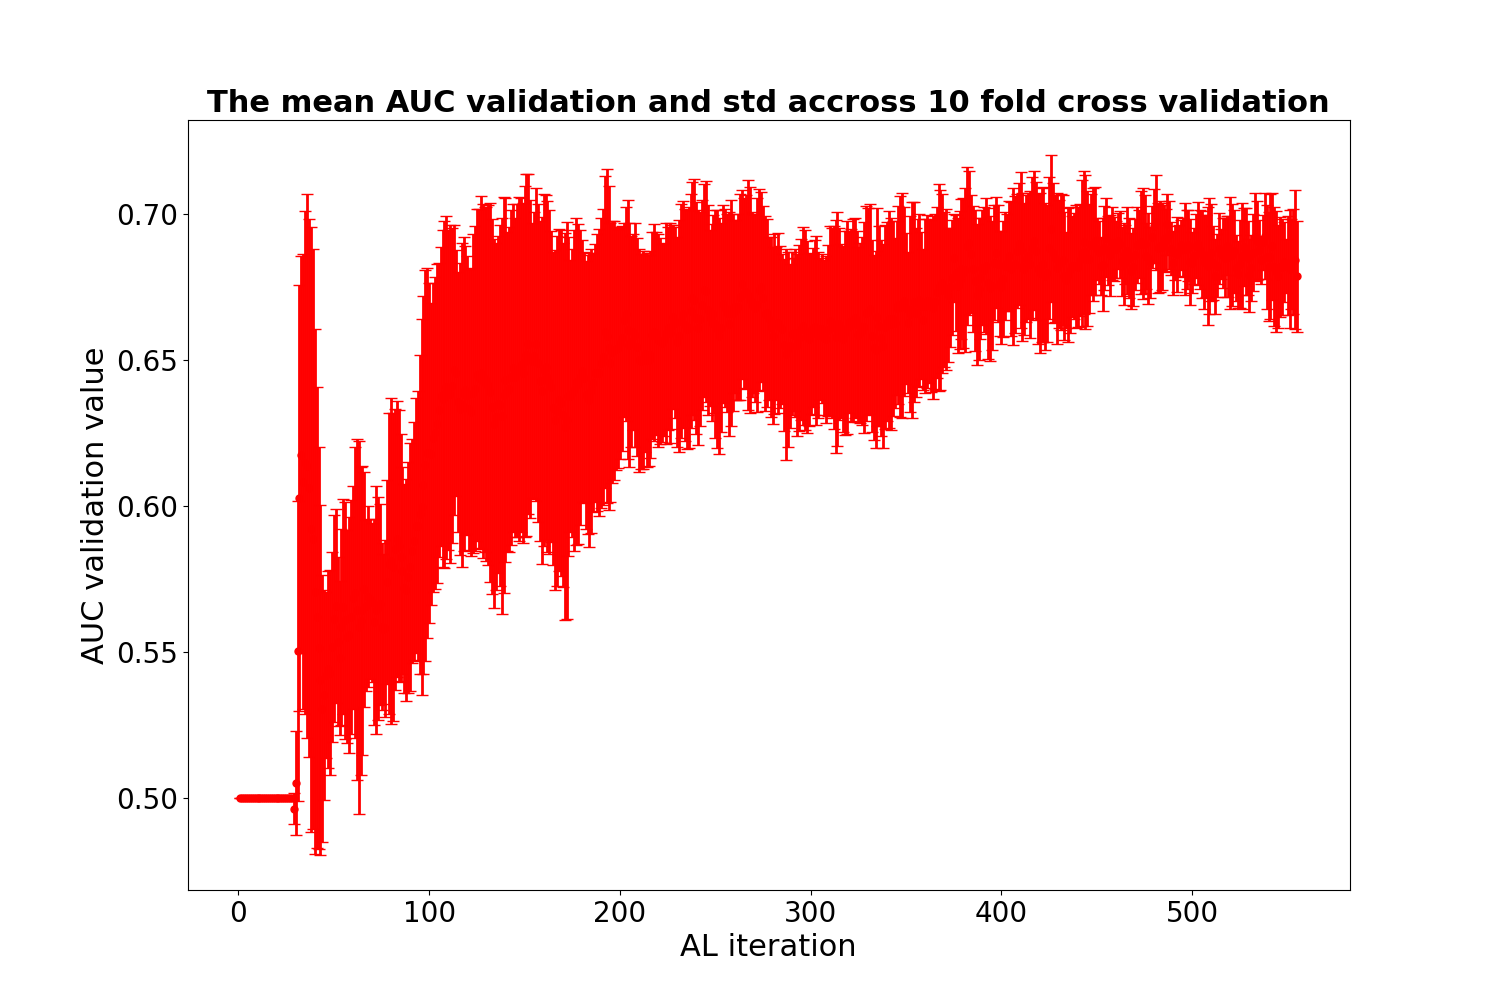 The mean AUC validation and std accross 10 fold cross validation
0.70
0.65
0.60
0.55
0.50
AUC validation value
0 100 200 300 400 500
AL iteration